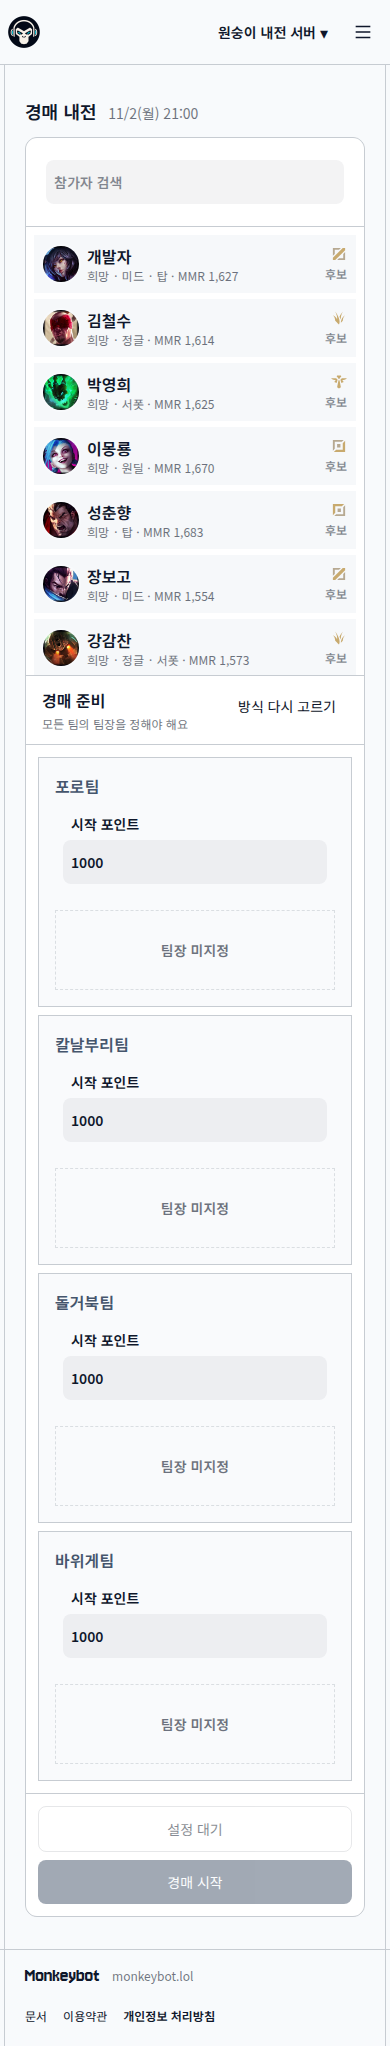 원숭이 내전 서버 ▾
경매 내전 11/2(월) 21:00
참가자 검색
개발자
희망 · 미드 · 탑 · MMR 1,627
후보
김철수
희망 · 정글 · MMR 1,614
후보
박영희
희망 · 서폿 · MMR 1,625
후보
이몽룡
희망 · 원딜 · MMR 1,670
후보
성춘향
희망 · 탑 · MMR 1,683
후보
장보고
희망 · 미드 · MMR 1,554
후보
강감찬
희망 · 정글 · 서폿 · MMR 1,573
후보
경매 준비
모든 팀의 팀장을 정해야 해요
방식 다시 고르기
포로팀
시작 포인트
1000
팀장 미지정
칼날부리팀
시작 포인트
1000
팀장 미지정
돌거북팀
시작 포인트
1000
팀장 미지정
바위게팀
시작 포인트
1000
팀장 미지정
설정 대기
경매 시작
Monkeybot monkeybot.lol
문서 이용약관 개인정보 처리방침